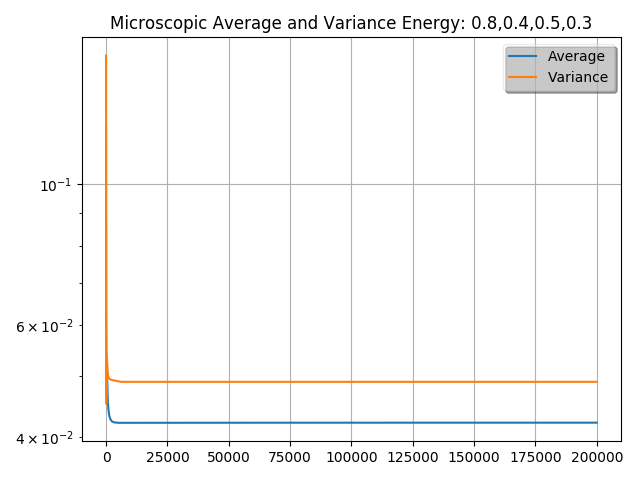 Microscopic Average and Variance Energy: 0.8,0.4,0.5,0.3
Average
Variance
10⁻¹
6 × 10⁻²
4 × 10⁻²
0 25000 50000 75000 100000 125000 150000 175000 200000